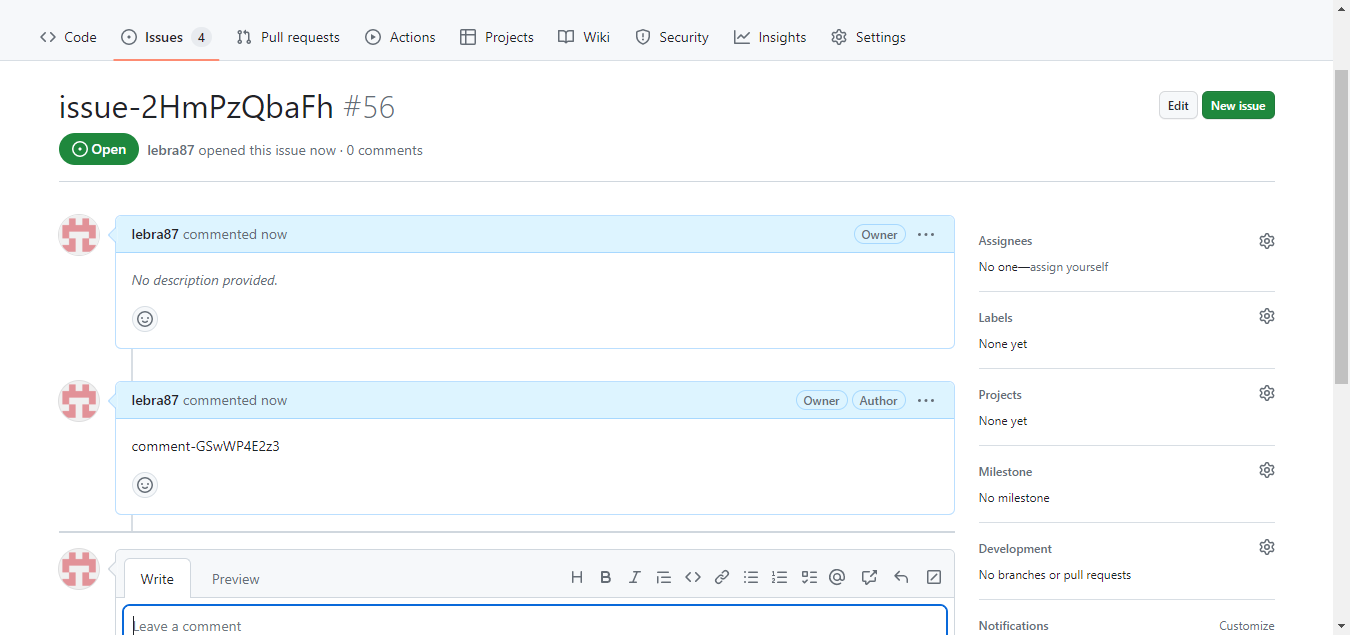 Code Issues 4 Pull requests Actions Projects Wiki Security Insights Settings
issue-2HmPzQbaFh #56
Edit New issue
Open lebra87 opened this issue now · 0 comments
lebra87 commented now Owner
No description provided.
lebra87 commented now Owner Author
comment-GSwWP4E2z3
Write Preview
Leave a comment
Assignees
No one—assign yourself
Labels
None yet
Projects
None yet
Milestone
No milestone
Development
No branches or pull requests
Notifications Customize